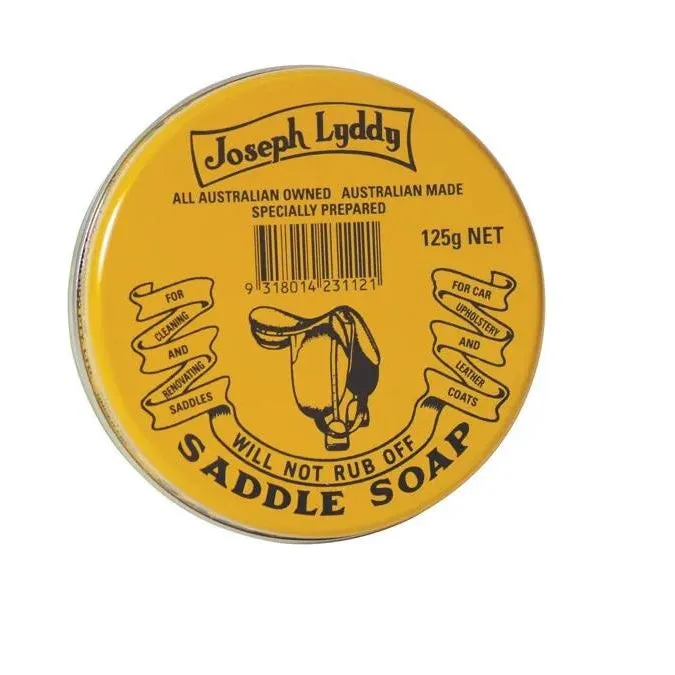 Joseph Lyddy
ALL AUSTRALIAN OWNED AUSTRALIAN MADE
SPECIALLY PREPARED
125g NET
9 318014 231121
FOR
CLEANING
AND
RENOVATING
SADDLES
FOR CAR
UPHOLSTERY
AND
LEATHER
COATS
WILL NOT RUB OFF
SADDLE SOAP